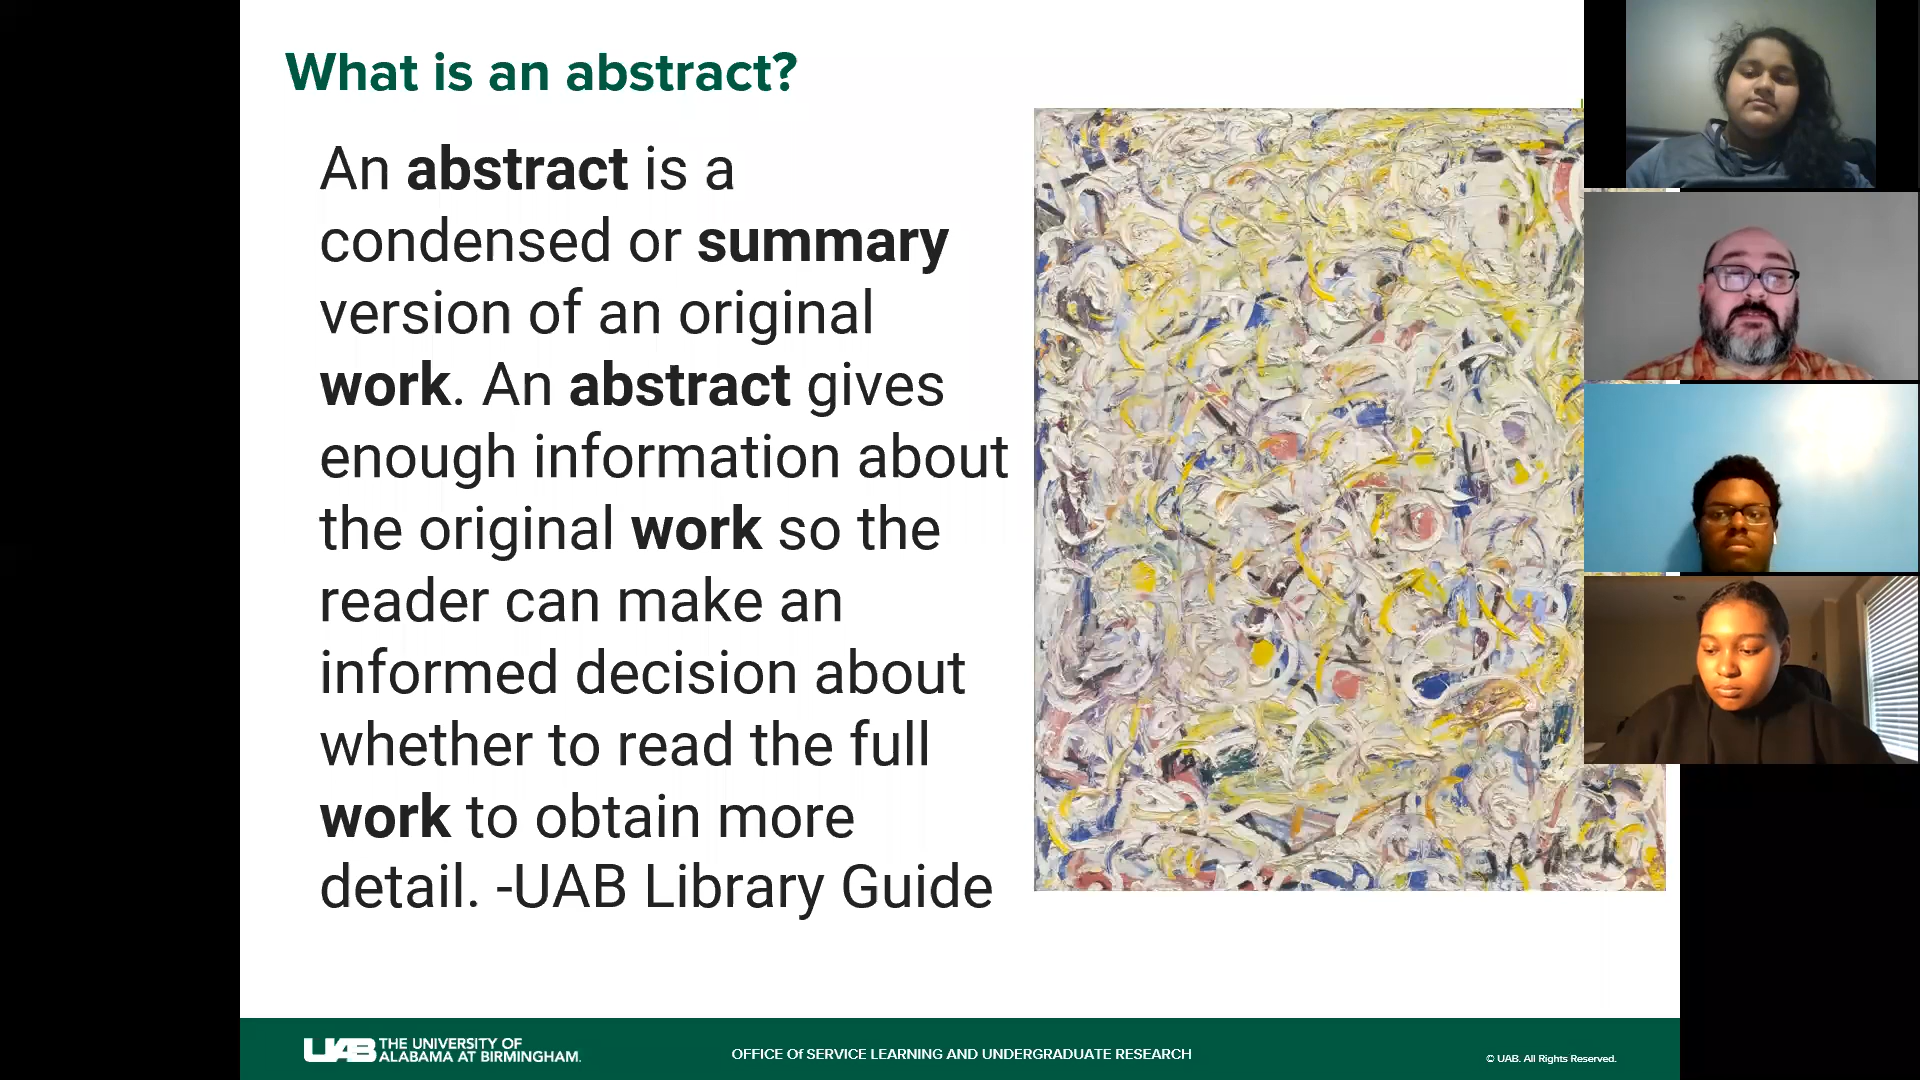 What is an abstract?
An abstract is a
condensed or summary
version of an original
work. An abstract gives
enough information about
the original work so the
reader can make an
informed decision about
whether to read the full
work to obtain more
detail. -UAB Library Guide
UAB THE UNIVERSITY OF
ALABAMA AT BIRMINGHAM.
OFFICE Of SERVICE LEARNING AND UNDERGRADUATE RESEARCH
© UAB. All Rights Reserved.